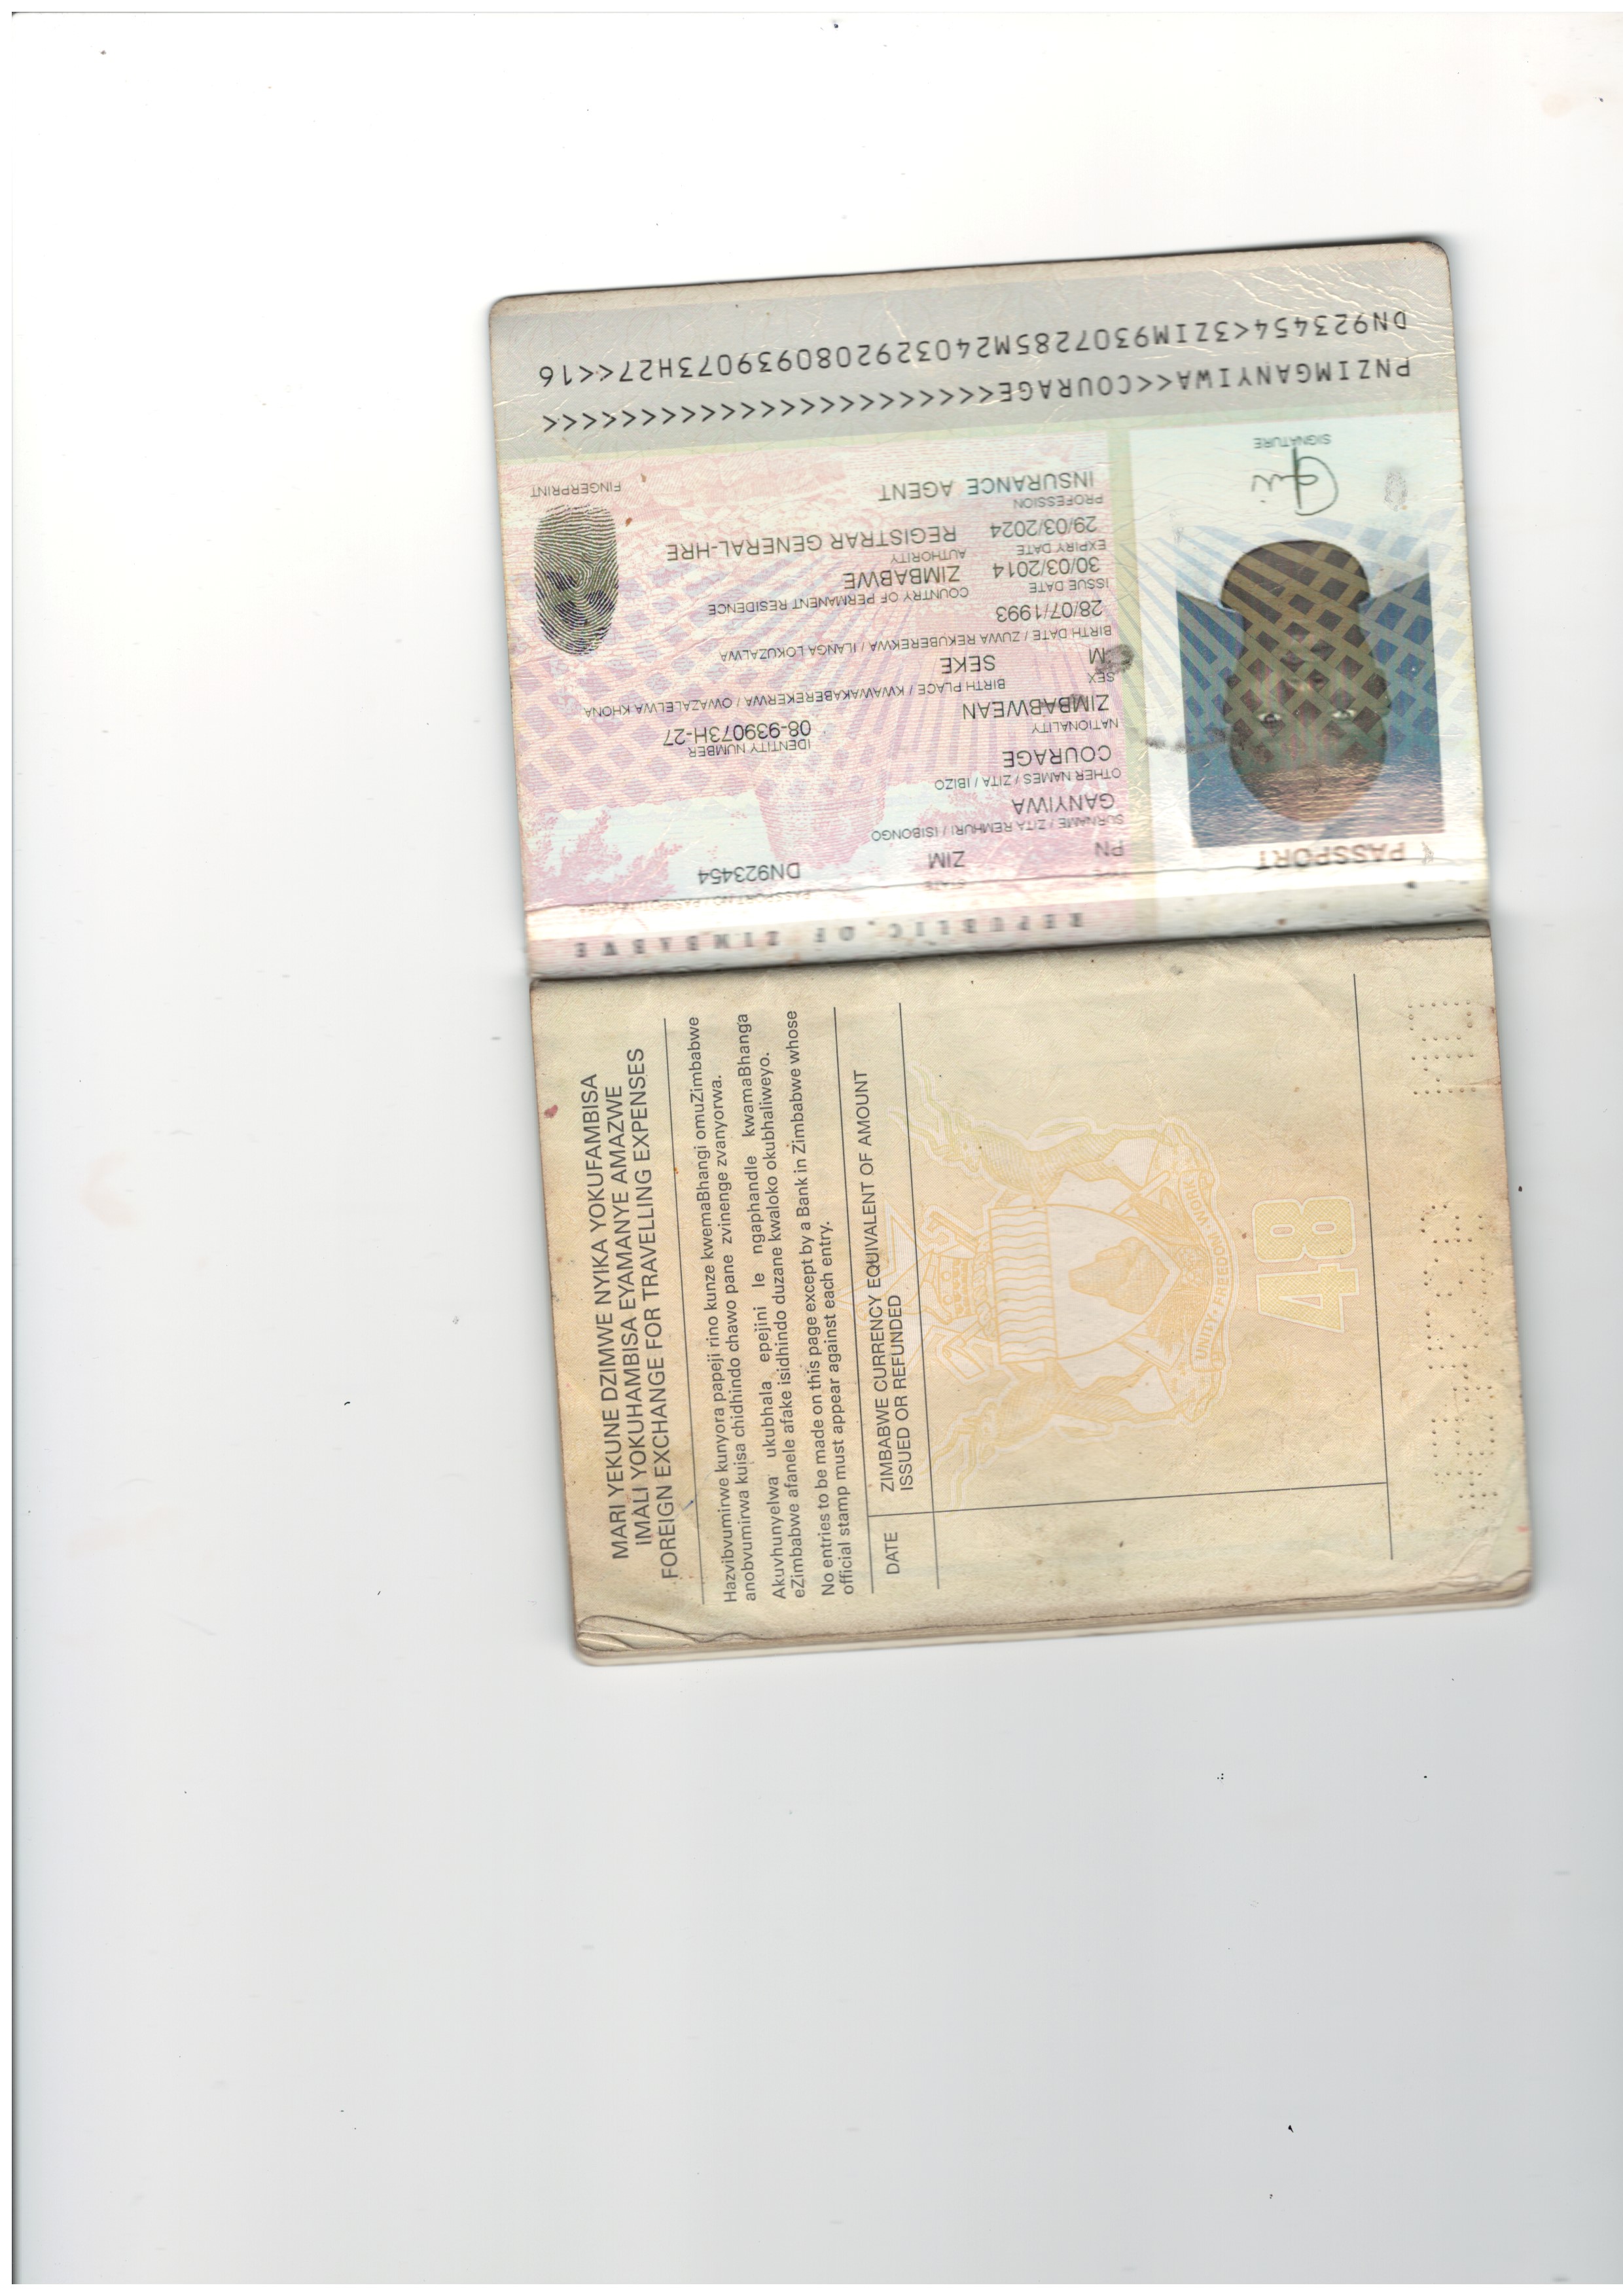 MARI YEKUNE DZIMWE NYIKA YOKUFAMBISA
IMALI YOKUHAMBISA EYAMANYE AMAZWE
FOREIGN EXCHANGE FOR TRAVELLING EXPENSES
Hazvibvumirwe kunyora papeji rino kunze kwemaBhangi omuZimbabwe
anobvumirwa kuisa chidhindo chawo pane zvinenge zvanyorwa.
Akuvhunyelwa ukubhala epejini le ngaphandle kwamaBhanga
eZimbabwe afanele afake isidhindo duzane kwaloko okubhaliweyo.
No entries to be made on this page except by a Bank in Zimbabwe whose
official stamp must appear against each entry.
DATE
ZIMBABWE CURRENCY EQUIVALENT OF AMOUNT
ISSUED OR REFUNDED
UNITY · FREEDOM · WORK
48
REPUBLIC OF ZIMBABWE
PASSPORT
TYPE STATE PASSPORT NO
PN ZIM DN923454
SURNAME / ZITA REMHURI / ISIBONGO
GANYIWA
OTHER NAMES / ZITA / IBIZO
COURAGE
NATIONALITY IDENTITY NUMBER
ZIMBABWEAN 08-939073H-27
SEX BIRTH PLACE / KWAWAKABEREKERWA / OWAZALELWA KHONA
M SEKE
BIRTH DATE / ZUWA REKUBEREKWA / ILANGA LOKUZALWA
28/07/1993
ISSUE DATE COUNTRY OF PERMANENT RESIDENCE
30/03/2014 ZIMBABWE
EXPIRY DATE AUTHORITY
29/03/2024 REGISTRAR GENERAL-HRE
PROFESSION
INSURANCE AGENT
SIGNATURE
FINGERPRINT
PNZIMGANYIWA<<COURAGE<<<<<<<<<<<<<<<<<<<<<<<
DN923454<3ZIM9307285M2403292080939073H27<<16